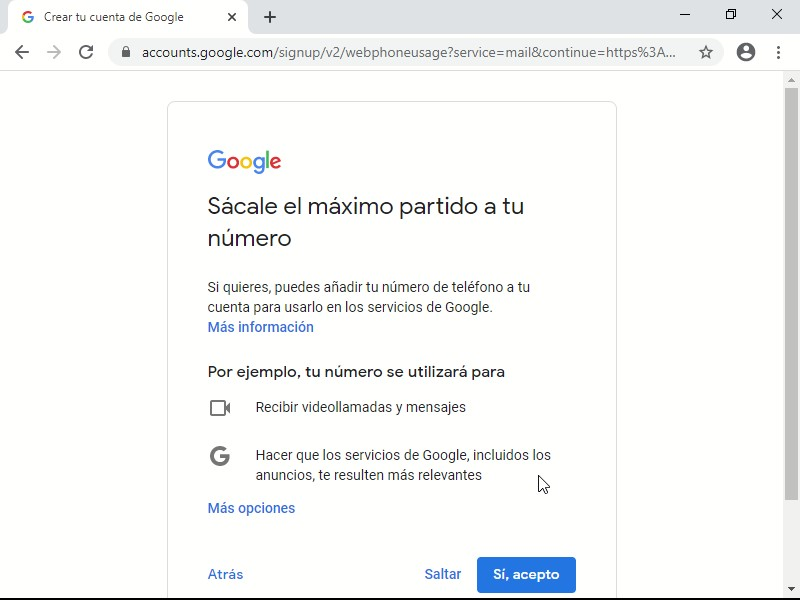 Crear tu cuenta de Google
accounts.google.com/signup/v2/webphoneusage?service=mail&continue=https%3A...
Google
Sácale el máximo partido a tu
número
Si quieres, puedes añadir tu número de teléfono a tu
cuenta para usarlo en los servicios de Google.
Más información
Por ejemplo, tu número se utilizará para
Recibir videollamadas y mensajes
Hacer que los servicios de Google, incluidos los
anuncios, te resulten más relevantes
Más opciones
Atrás Saltar Sí, acepto